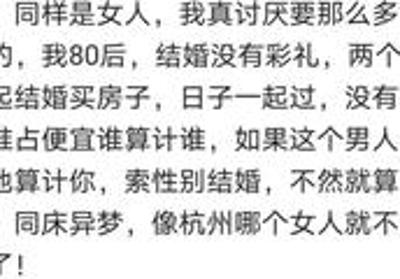 同样是女人，我真讨厌要那么多
的，我80后，结婚没有彩礼，两个
起结婚买房子，日子一起过，没有
谁占便宜谁算计谁，如果这个男人
他算计你，索性别结婚，不然就算
同床异梦，像杭州哪个女人就不
了！